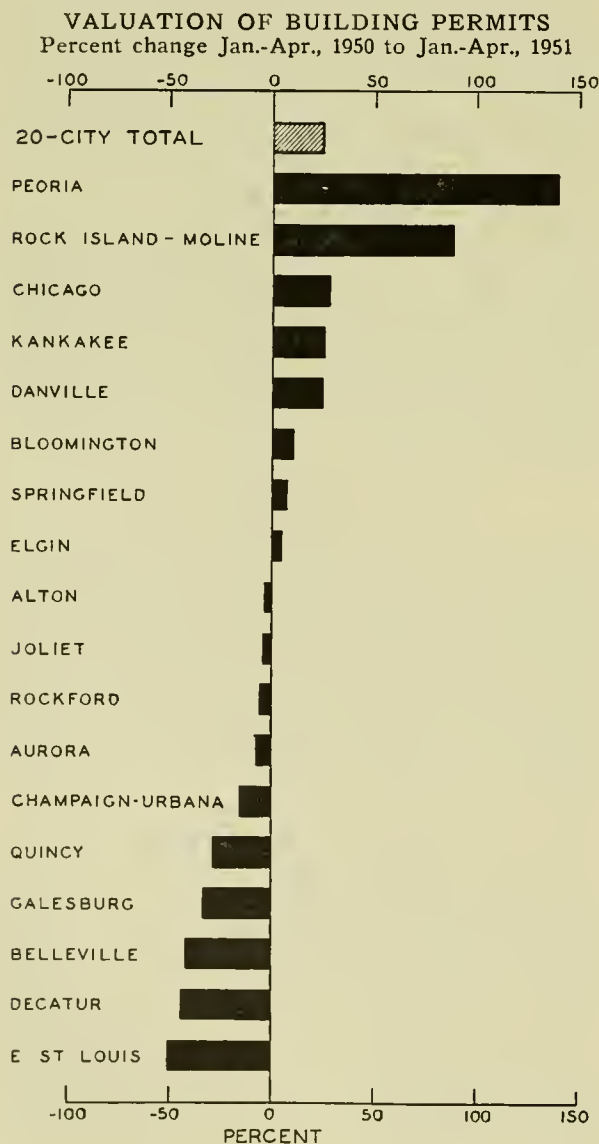 VALUATION OF BUILDING PERMITS
Percent change Jan.-Apr., 1950 to Jan.-Apr., 1951
-100 -50 0 50 100 150
20-CITY TOTAL
PEORIA
ROCK ISLAND-MOLINE
CHICAGO
KANKAKEE
DANVILLE
BLOOMINGTON
SPRINGFIELD
ELGIN
ALTON
JOLIET
ROCKFORD
AURORA
CHAMPAIGN-URBANA
QUINCY
GALESBURG
BELLEVILLE
DECATUR
E ST LOUIS
-100 -50 0 50 100 150
PERCENT